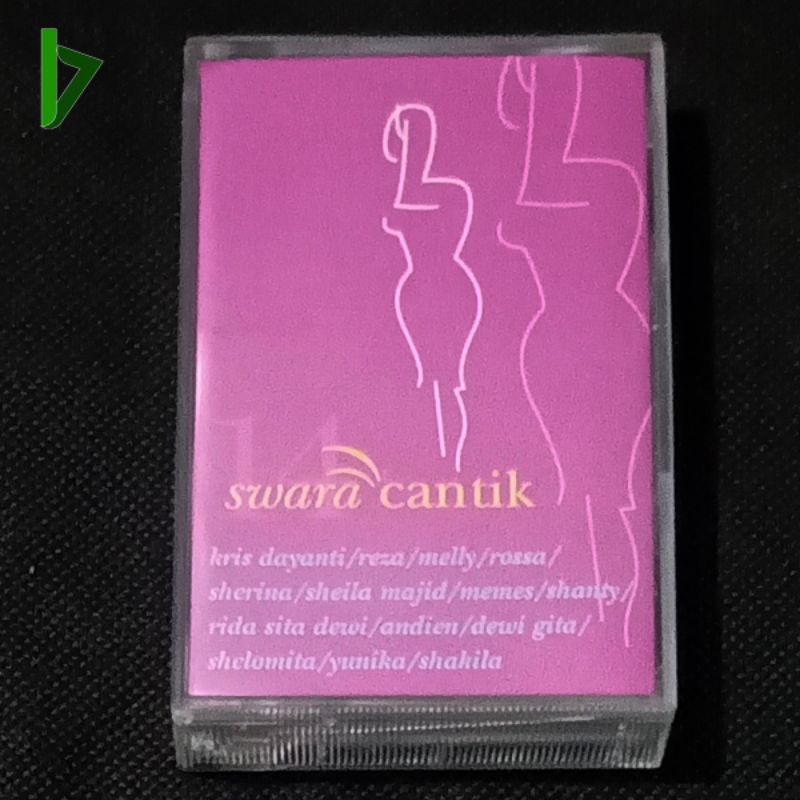 14
swara cantik
kris dayanti/reza/melly/rossa/
sherina/sheila majid/memes/shanty/
rida sita dewi/andien/dewi gita/
shelomita/yunika/shakila